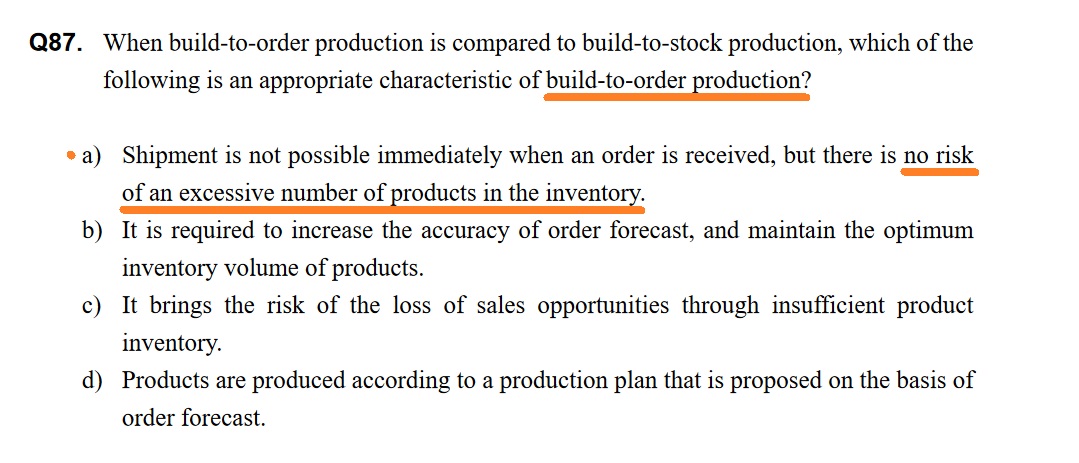 Q87. When build-to-order production is compared to build-to-stock production, which of the
following is an appropriate characteristic of build-to-order production?
a) Shipment is not possible immediately when an order is received, but there is no risk
of an excessive number of products in the inventory.
b) It is required to increase the accuracy of order forecast, and maintain the optimum
inventory volume of products.
c) It brings the risk of the loss of sales opportunities through insufficient product
inventory.
d) Products are produced according to a production plan that is proposed on the basis of
order forecast.